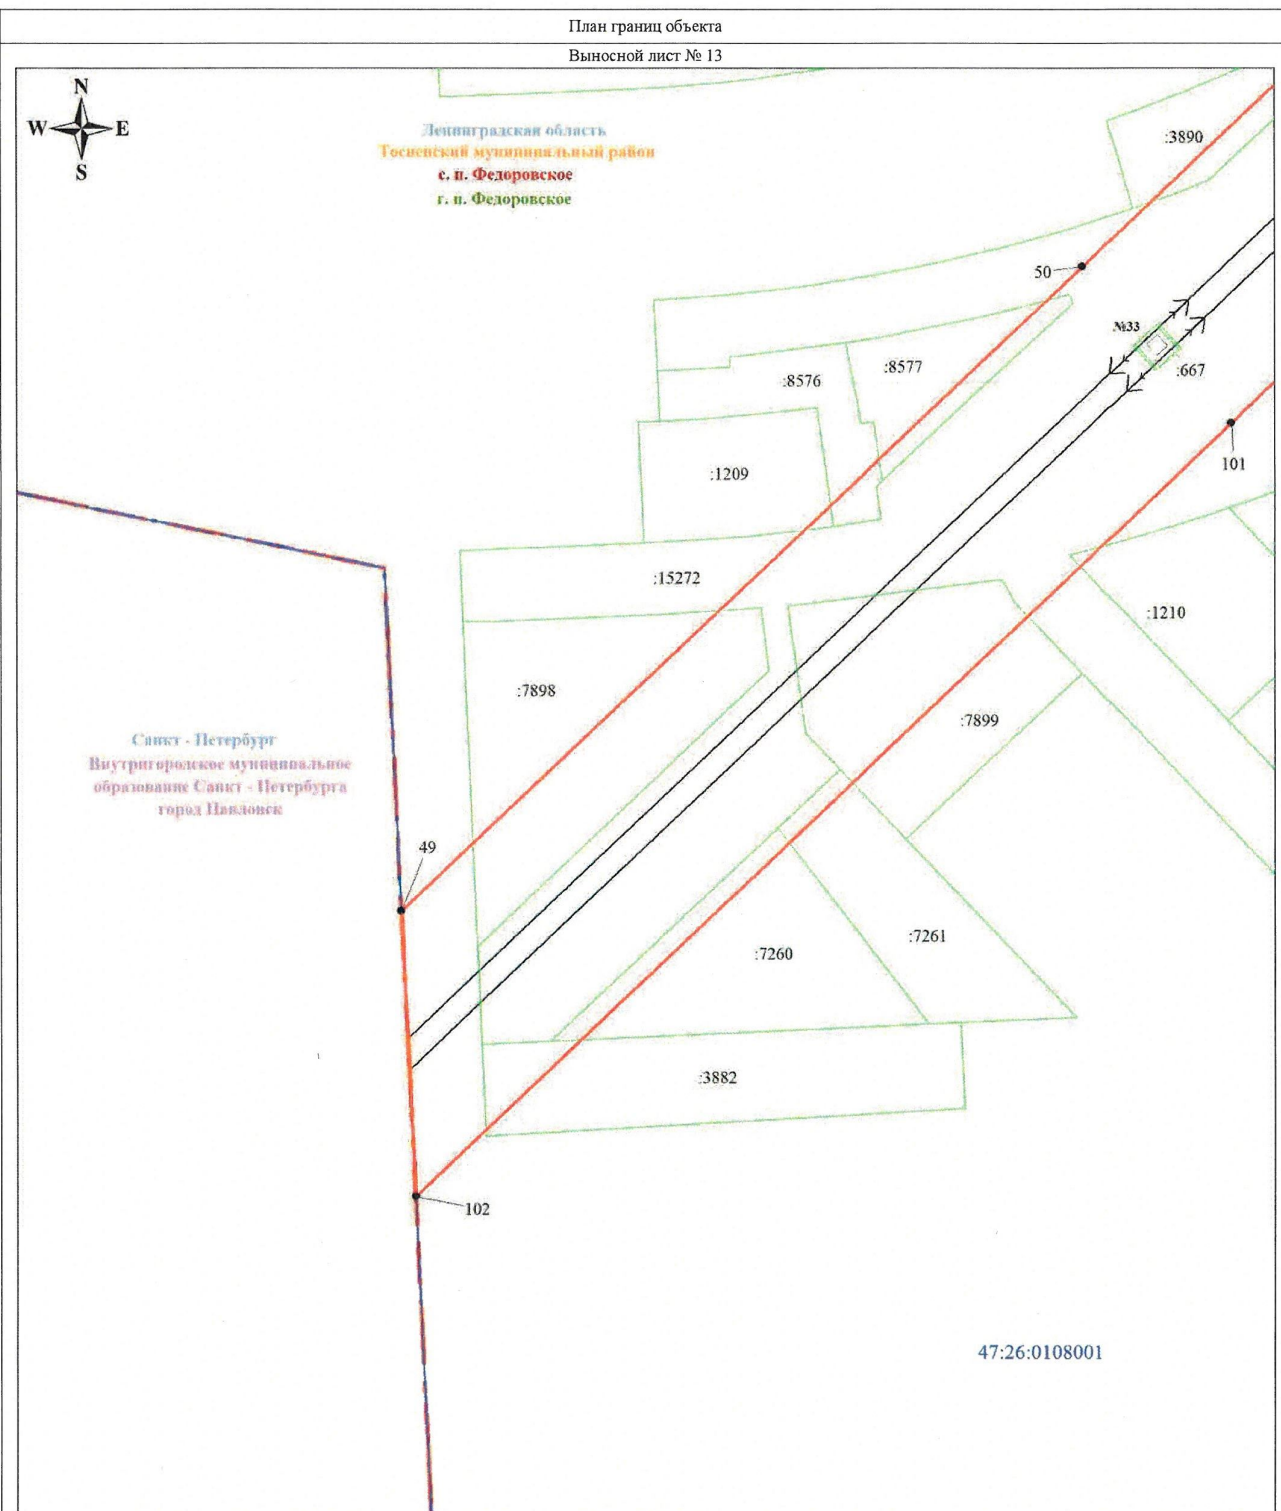 План границ объекта
Выносной лист № 13
N
W E
S
Ленинградская область
Тосненский муниципальный район
с. п. Федоровское
г. п. Федоровское
:3890
50
№33
:667
:8576
:8577
101
:1209
:15272
:1210
:7898
:7899
Санкт - Петербург
Внутригородское муниципальное
образование Санкт - Петербурга
город Павловск
49
:7261
:7260
:3882
102
47:26:0108001